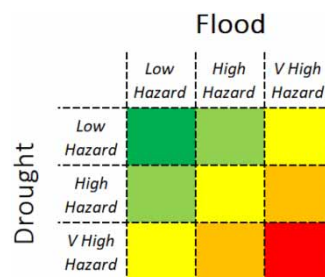 Flood
Low High V High
Hazard Hazard Hazard
Low
Hazard
High
Hazard
V High
Hazard
Drought